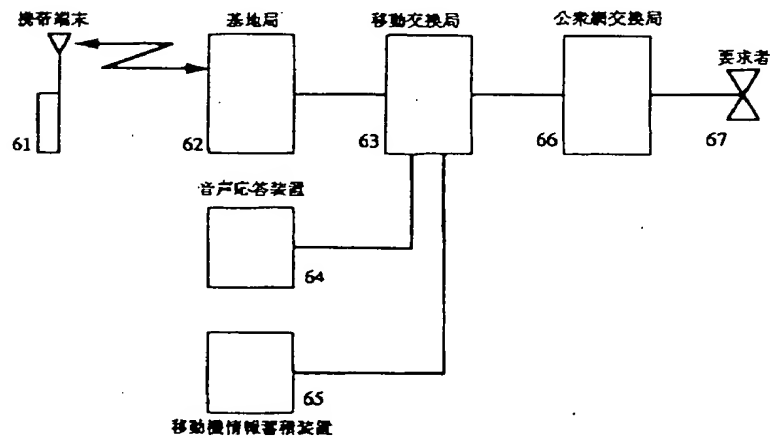 携帯端末
基地局
移動交換局
公衆網交換局
要求者
61
62
63
66
67
音声応答装置
64
65
移動機情報蓄積装置